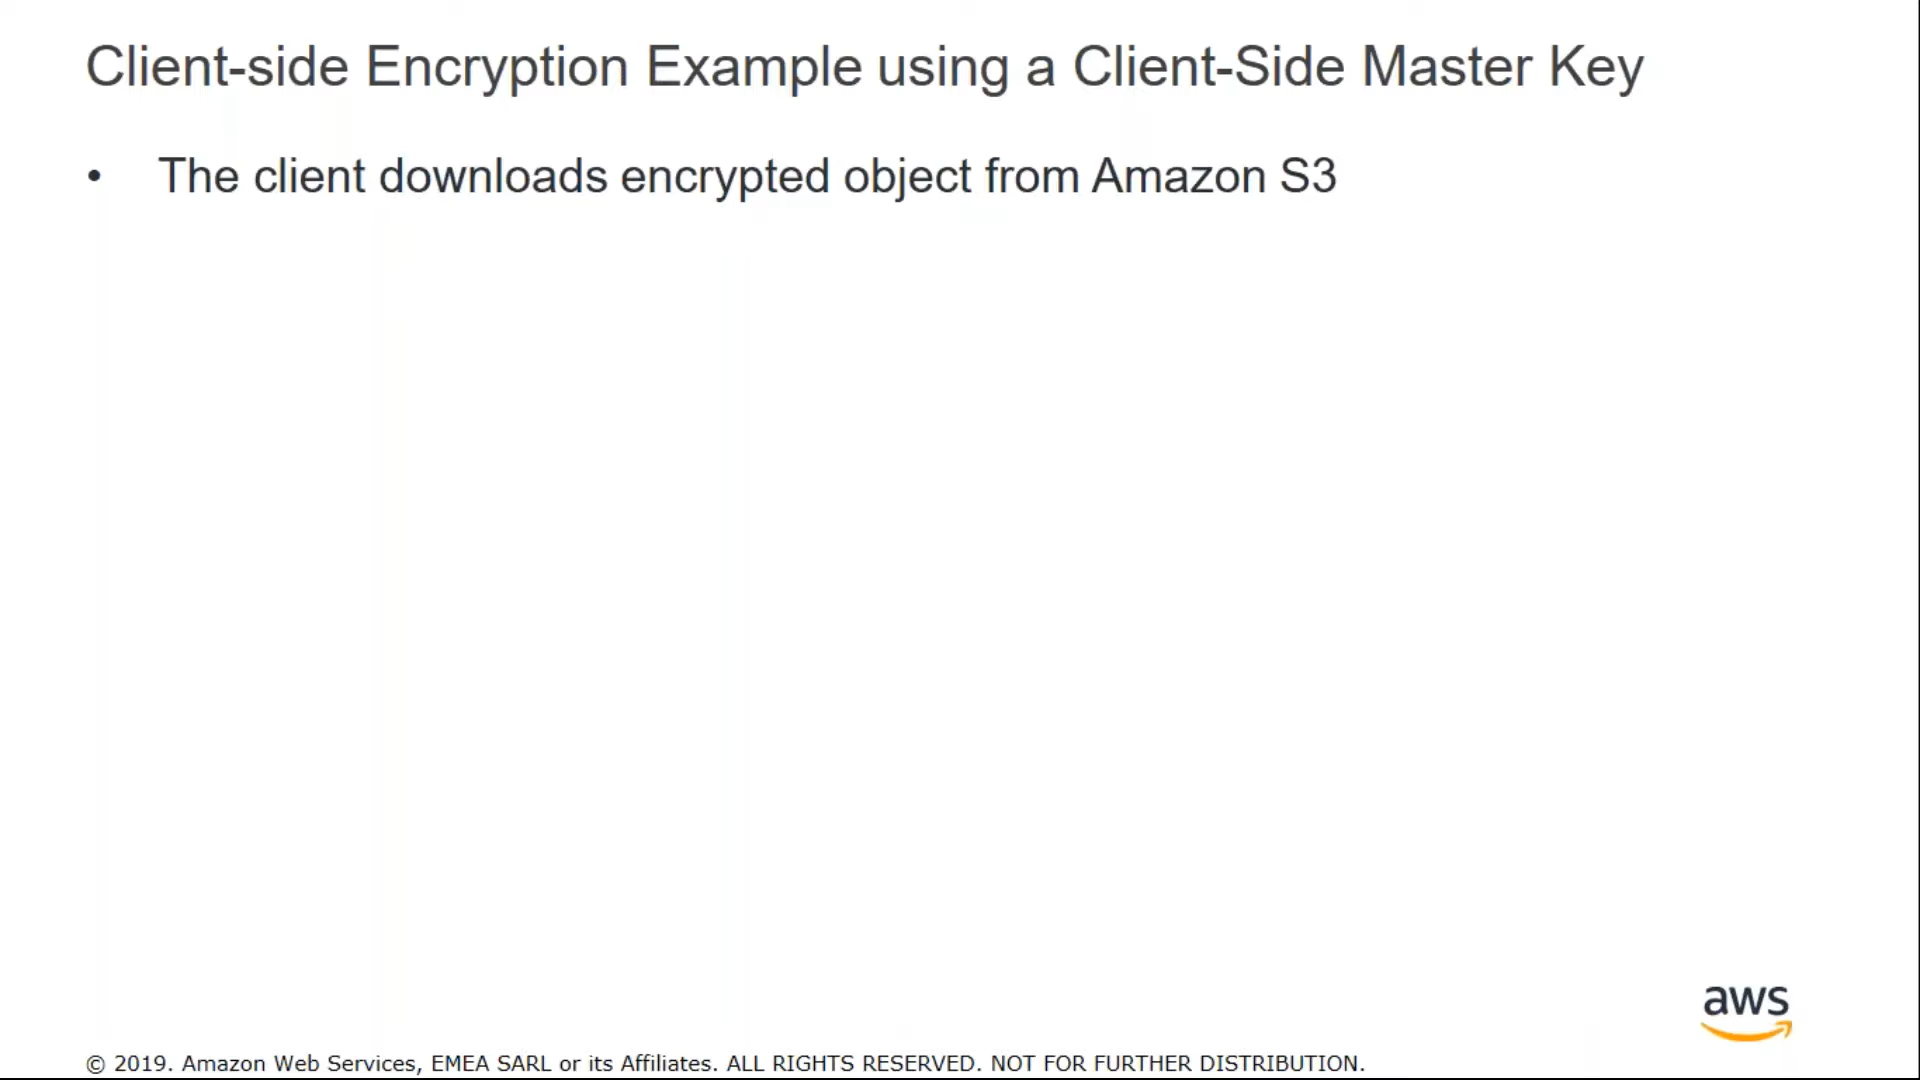 Client-side Encryption Example using a Client-Side Master Key
• The client downloads encrypted object from Amazon S3
aws
© 2019. Amazon Web Services, EMEA SARL or its Affiliates. ALL RIGHTS RESERVED. NOT FOR FURTHER DISTRIBUTION.